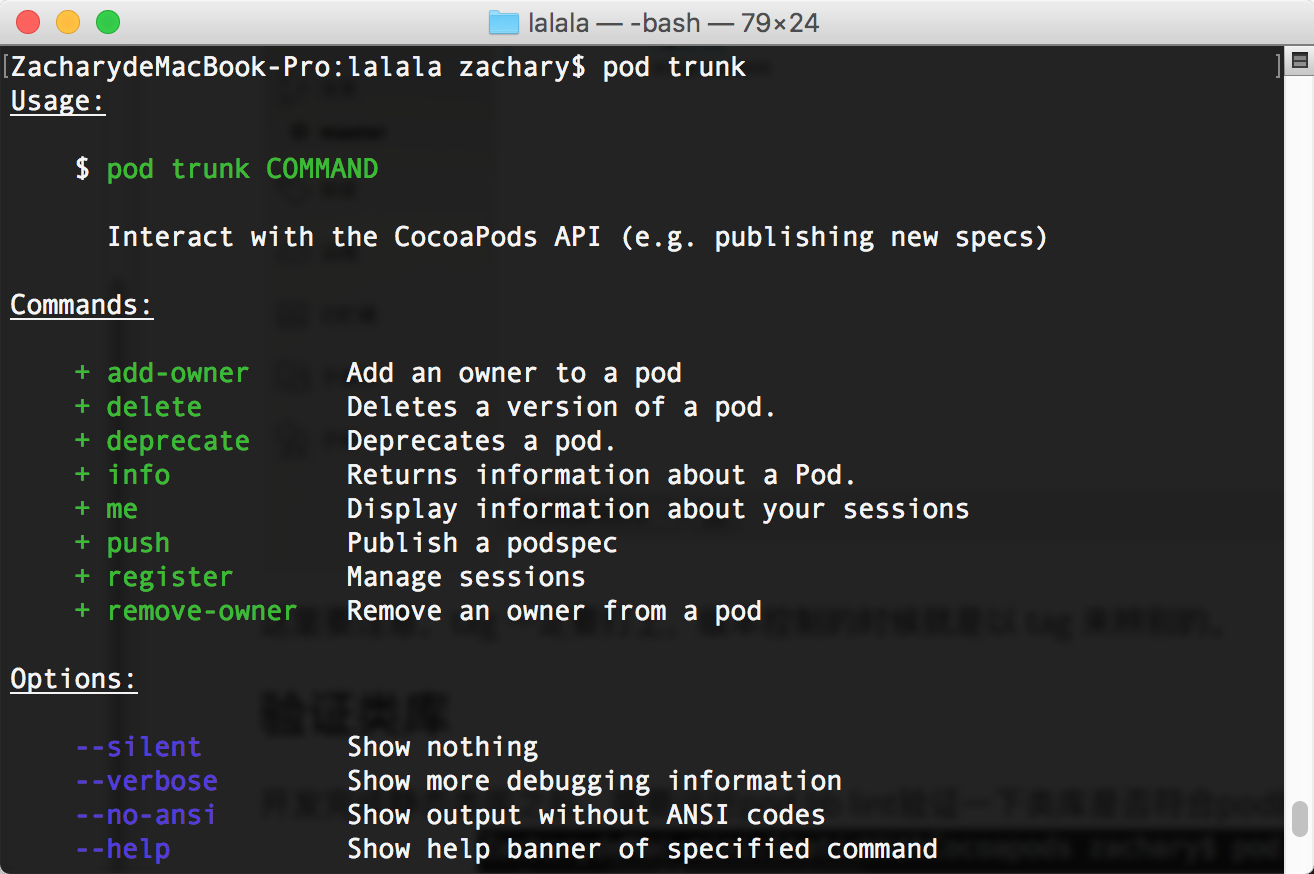 lalala — -bash — 79×24
[ZacharydeMacBook-Pro:lalala zachary$ pod trunk ]
Usage:
$ pod trunk COMMAND
Interact with the CocoaPods API (e.g. publishing new specs)
Commands:
+ add-owner Add an owner to a pod
+ delete Deletes a version of a pod.
+ deprecate Deprecates a pod.
+ info Returns information about a Pod.
+ me Display information about your sessions
+ push Publish a podspec
+ register Manage sessions
+ remove-owner Remove an owner from a pod
Options:
--silent Show nothing
--verbose Show more debugging information
--no-ansi Show output without ANSI codes
--help Show help banner of specified command
验证类库